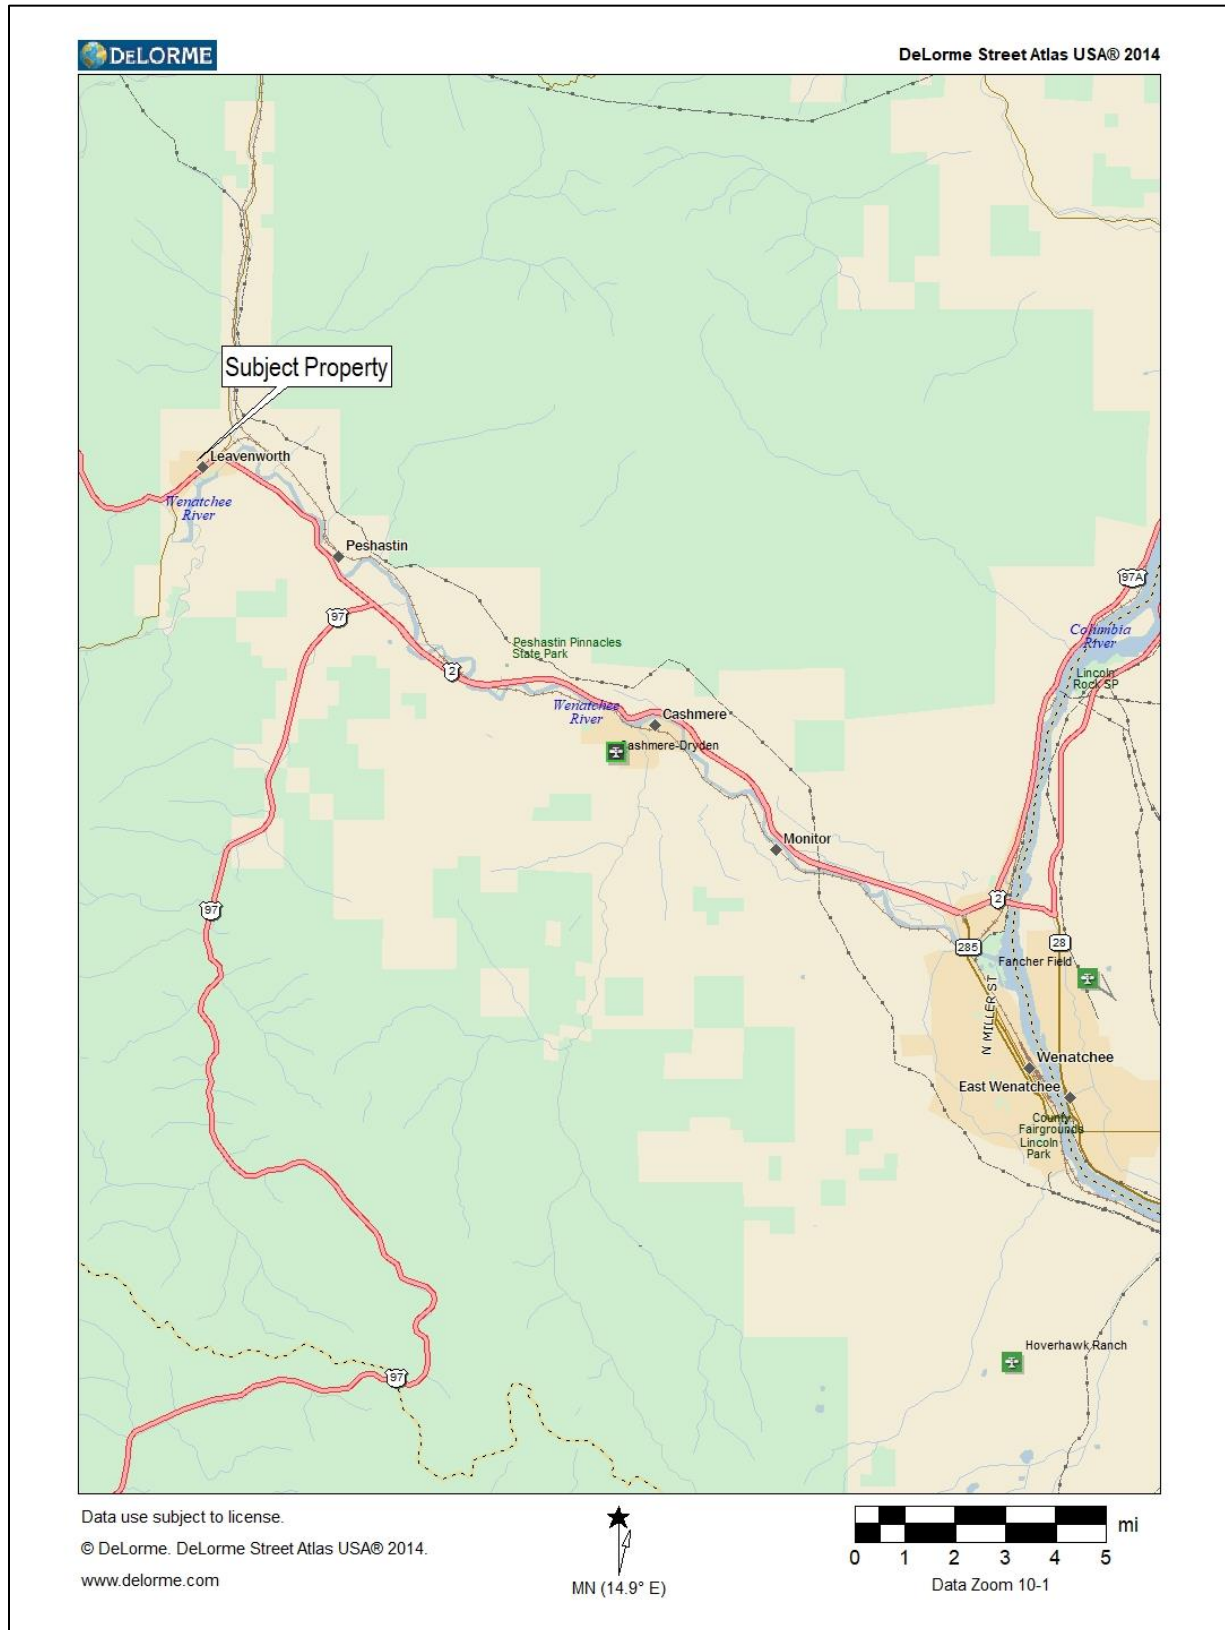 DELORME
DeLorme Street Atlas USA® 2014
Subject Property
Leavenworth
Wenatchee
River
Peshastin
97A
97
Columbia
River
Peshastin Pinnacles
State Park
2
Lincoln
Rock SP
Wenatchee
River
Cashmere
Cashmere-Dryden
Monitor
97
2
285
28
Fancher Field
N MILLER ST
Wenatchee
East Wenatchee
County
Fairgrounds
Lincoln
Park
Hoverhawk Ranch
97
Data use subject to license.
© DeLorme. DeLorme Street Atlas USA® 2014.
www.delorme.com
MN (14.9° E)
mi
0 1 2 3 4 5
Data Zoom 10-1